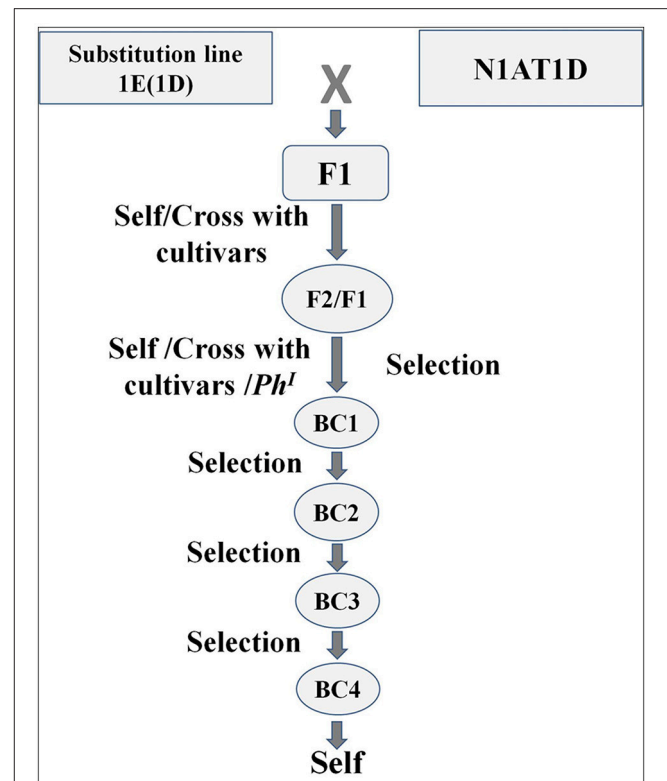 Substitution line
1E(1D)
X
N1AT1D
F1
Self/Cross with
cultivars
F2/F1
Self /Cross with
cultivars /Ph^I
Selection
BC1
Selection
BC2
Selection
BC3
Selection
BC4
Self